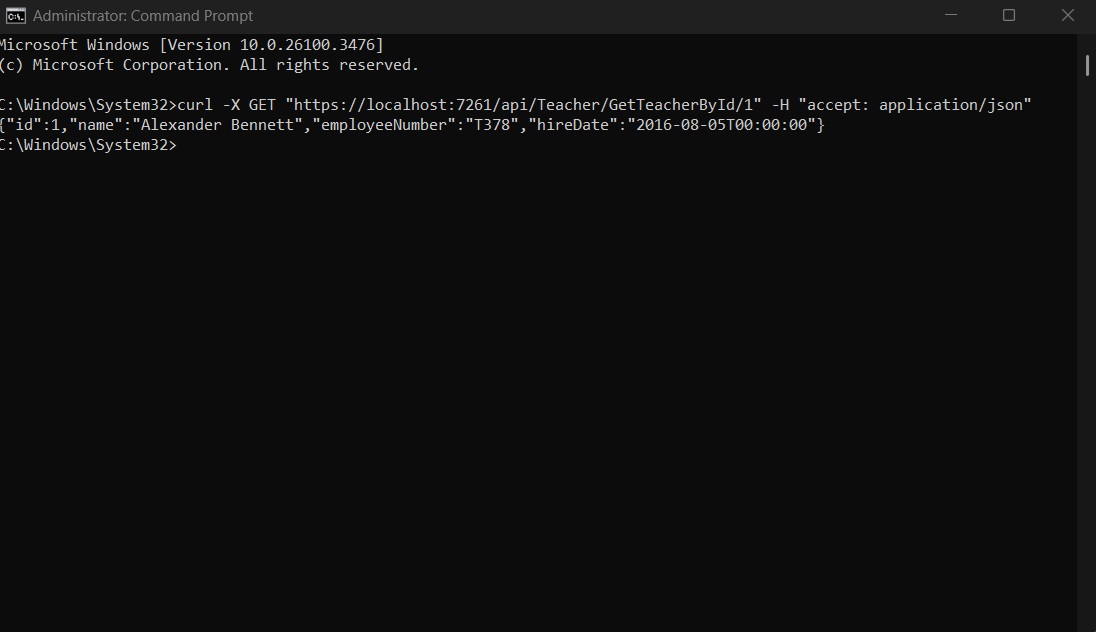 Administrator: Command Prompt
Microsoft Windows [Version 10.0.26100.3476]
(c) Microsoft Corporation. All rights reserved.
C:\Windows\System32>curl -X GET "https://localhost:7261/api/Teacher/GetTeacherById/1" -H "accept: application/json"
{"id":1,"name":"Alexander Bennett","employeeNumber":"T378","hireDate":"2016-08-05T00:00:00"}
C:\Windows\System32>